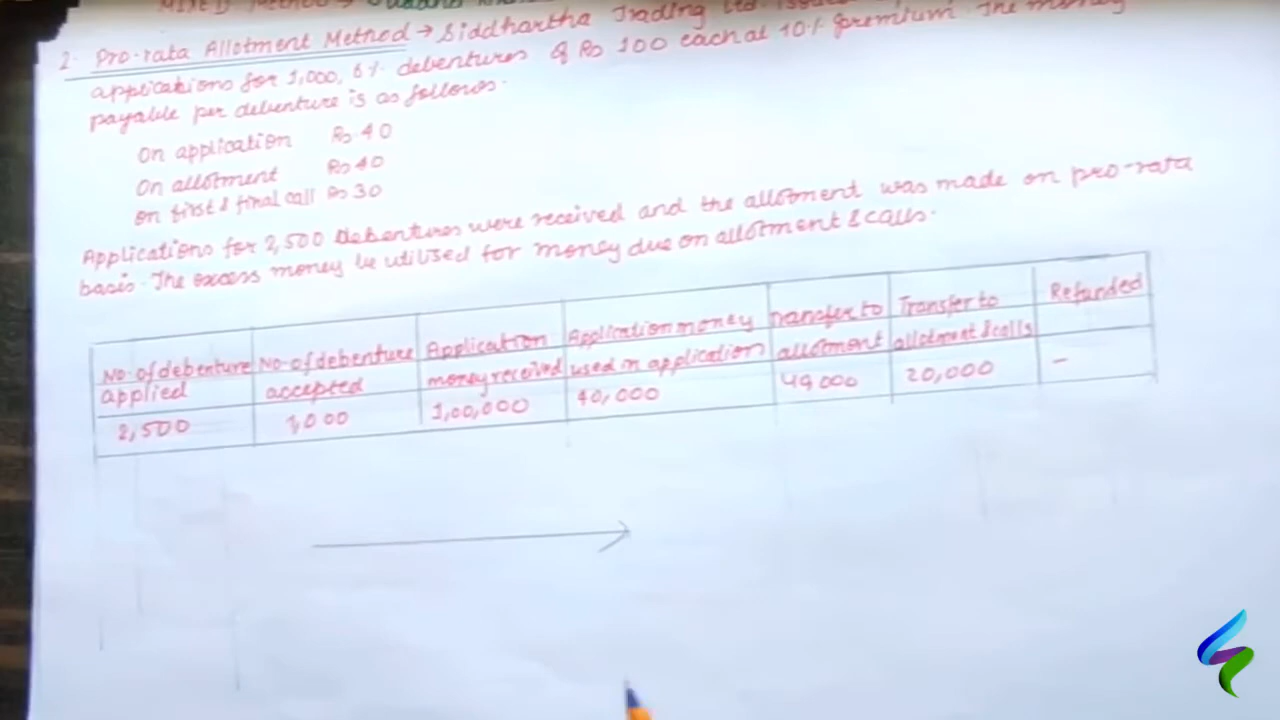 MIXED Method →
2. Pro-rata Allotment Method → Siddhartha Trading Ltd. issued
applications for 1,000, 6% debentures of Rs 100 each at 10% premium. The money
payable per debenture is as follows.
On application Rs 40
On allotment Rs 40
On first & final call Rs 30
Applications for 2,500 Debentures were received and the allotment was made on pro-rata
basis. The excess money be utilised for money due on allotment & calls.
No. of debenture applied
No. of debenture accepted
Application money received
Application money used in application
Transfer to allotment
Transfer to allotment & calls
Refunded
2,500 1,000 1,00,000 40,000 40,000 20,000 –